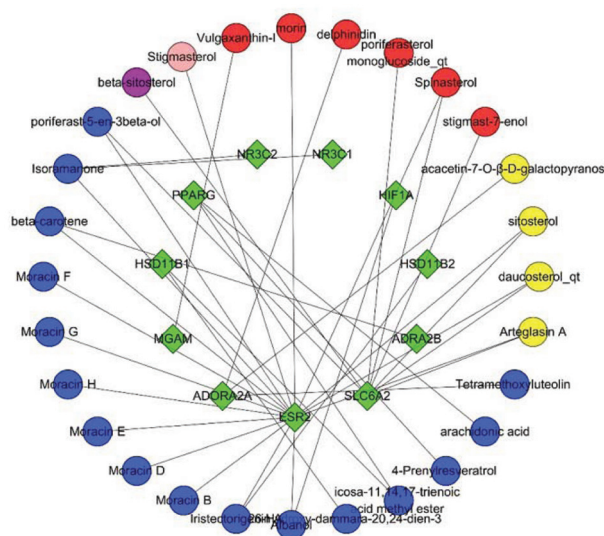 morin
Vulgaxanthin-I
delphinidin
Stigmasterol
poriferasterol
monoglucoside_qt
beta-sitosterol
Spinasterol
poriferast-5-en-3beta-ol
stigmast-7-enol
Isoramanone
NR3C2
NR3C1
acacetin-7-O-β-D-galactopyranos
PPARG
HIF1A
beta-carotene
sitosterol
HSD11B1
HSD11B2
Moracin F
daucosterol_qt
MGAM
ADRA2B
Moracin G
Arteglasin A
ADORA2A
SLC6A2
Moracin H
ESR2
Tetramethoxyluteolin
Moracin E
arachidonic acid
Moracin D
4-Prenylresveratrol
Moracin B
icosa-11,14,17-trienoic
acid methyl ester
Albanol